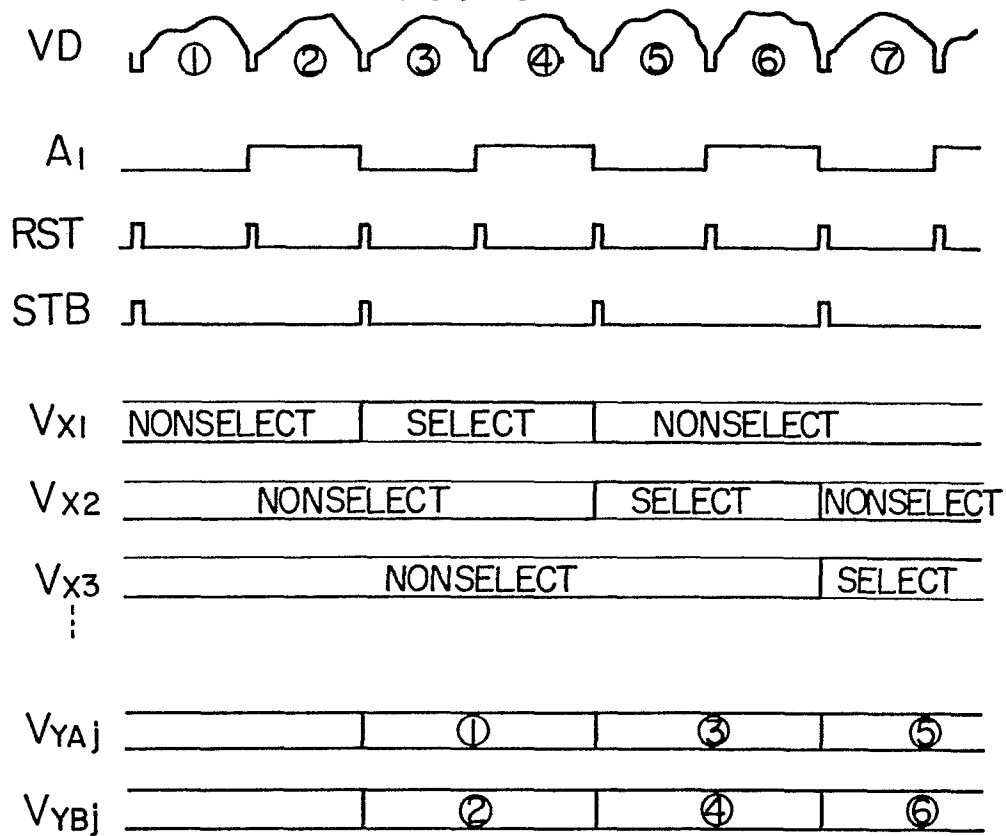 VD ① ② ③ ④ ⑤ ⑥ ⑦
A1
RST
STB
VX1 NONSELECT SELECT NONSELECT
VX2 NONSELECT SELECT NONSELECT
VX3 NONSELECT SELECT
VYAj ① ③ ⑤
VYBj ② ④ ⑥